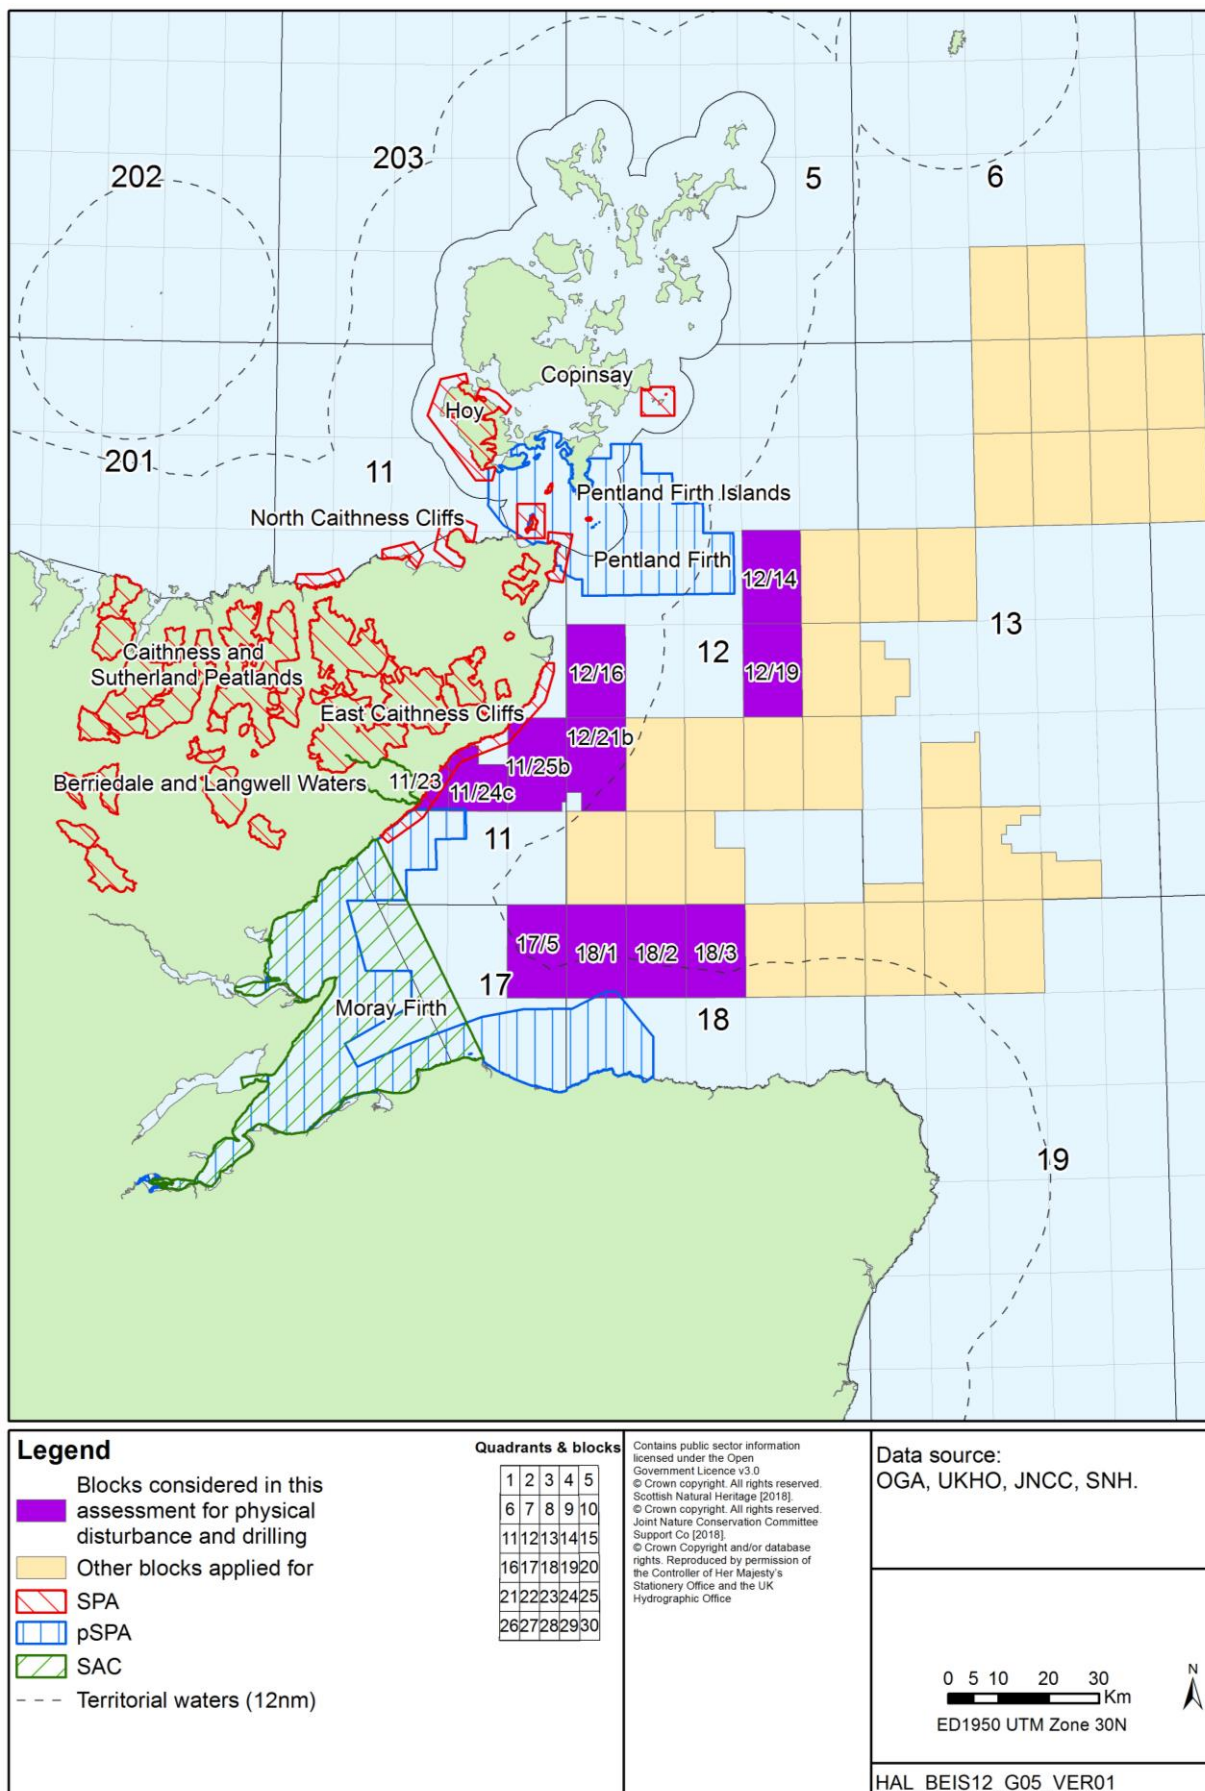 202
203
5
6
Copinsay
Hoy
201
11
Pentland Firth Islands
North Caithness Cliffs
Pentland Firth
12/14
13
Caithness and
Sutherland Peatlands
12
12/16
12/19
East Caithness Cliffs
12/21b
11/25b
Berriedale and Langwell Waters
11/23
11/24c
11
17/5
18/1
18/2
18/3
17
Moray Firth
18
19
Legend
Blocks considered in this
assessment for physical
disturbance and drilling
Other blocks applied for
SPA
pSPA
SAC
Territorial waters (12nm)
Quadrants & blocks
1 2 3 4 5
6 7 8 9 10
11 12 13 14 15
16 17 18 19 20
21 22 23 24 25
26 27 28 29 30
Contains public sector information
licensed under the Open
Government Licence v3.0
© Crown copyright. All rights reserved.
Scottish Natural Heritage [2018].
© Crown copyright. All rights reserved.
Joint Nature Conservation Committee
Support Co [2018].
© Crown Copyright and/or database
rights. Reproduced by permission of
the Controller of Her Majesty's
Stationery Office and the UK
Hydrographic Office
Data source:
OGA, UKHO, JNCC, SNH.
0 5 10 20 30
Km
N
ED1950 UTM Zone 30N
HAL_BEIS12_G05_VER01